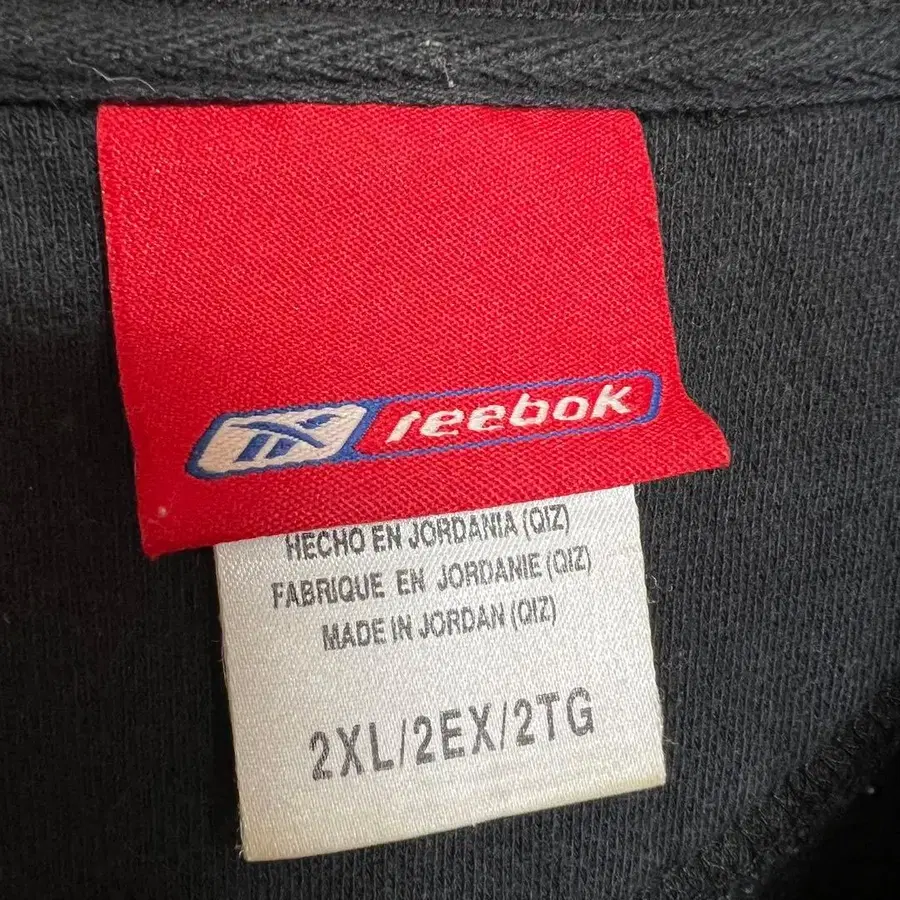 reebok
HECHO EN JORDANIA (QIZ)
FABRIQUE EN JORDANIE (QIZ)
MADE IN JORDAN (QIZ)
2XL/2EX/2TG